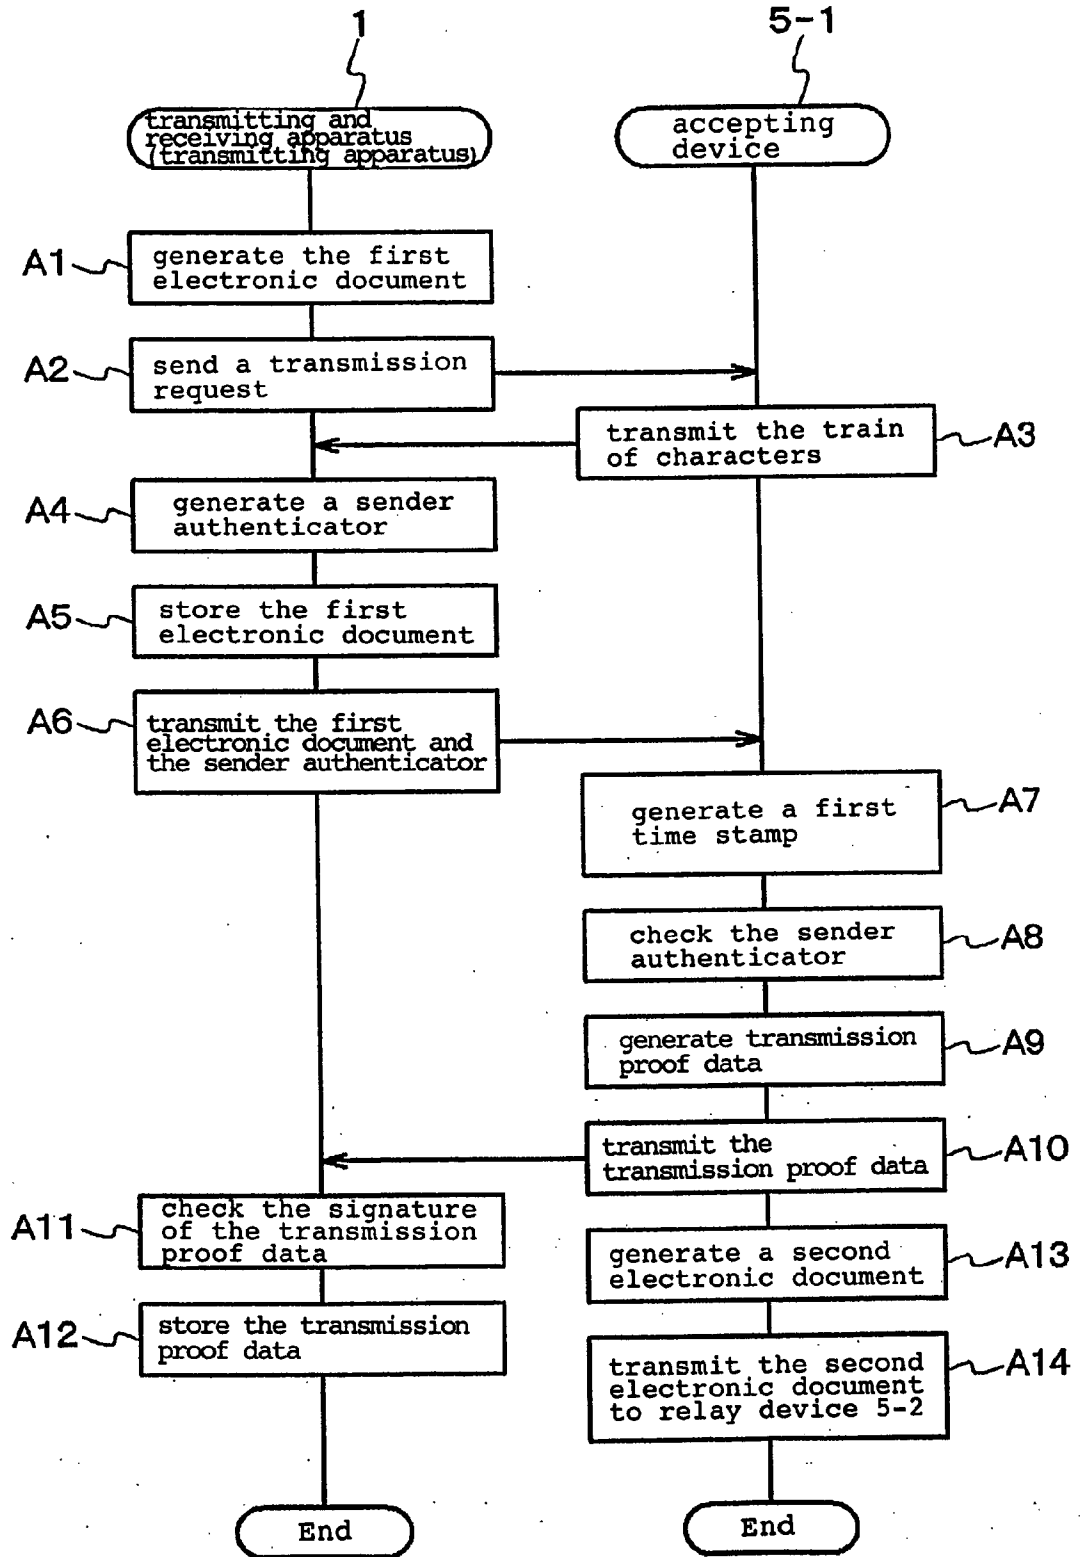 1
5-1
transmitting and
receiving apparatus
(transmitting apparatus)
accepting
device
A1
generate the first
electronic document
A2
send a transmission
request
transmit the train
of characters
A3
A4
generate a sender
authenticator
A5
store the first
electronic document
A6
transmit the first
electronic document and
the sender authenticator
generate a first
time stamp
A7
check the sender
authenticator
A8
generate transmission
proof data
A9
transmit the
transmission proof data
A10
A11
check the signature
of the transmission
proof data
generate a second
electronic document
A13
A12
store the transmission
proof data
transmit the second
electronic document
to relay device 5-2
A14
End
End